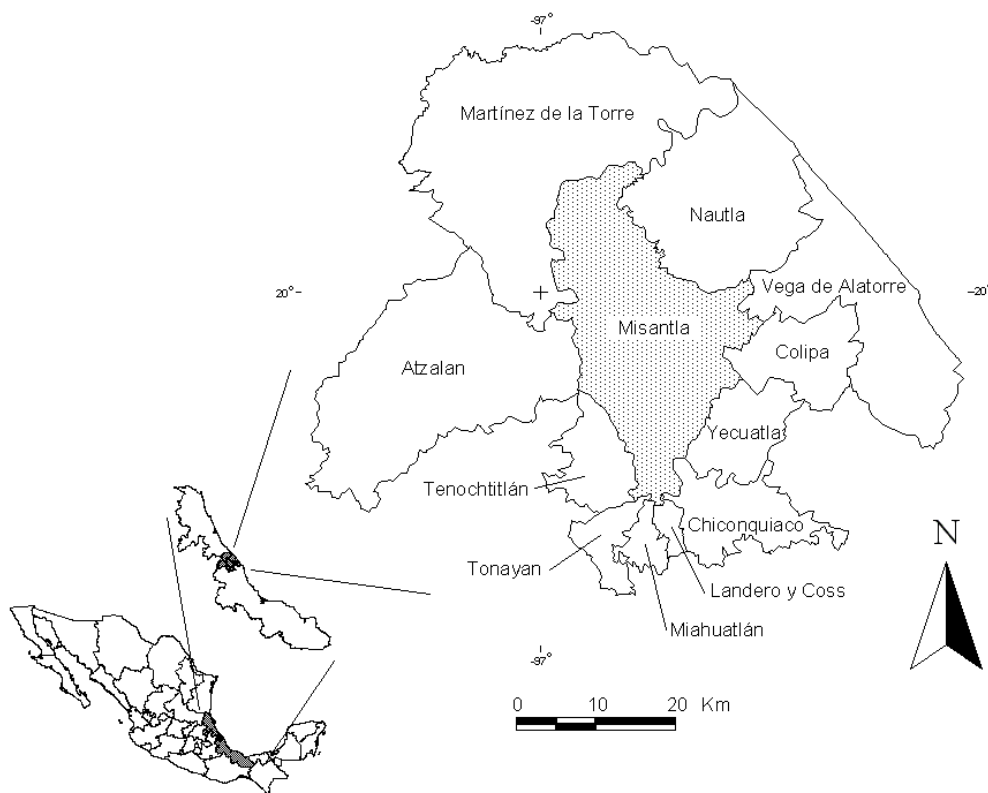 -97°
Martínez de la Torre
Nautla
20°
Vega de Alatorre
-20°
Misantla
Colipa
Atzalan
Yecuatla
Tenochtitlán
Chiconquiaco
N
Tonayan
Landero y Coss
Miahuatlán
-97°
0 10 20 Km